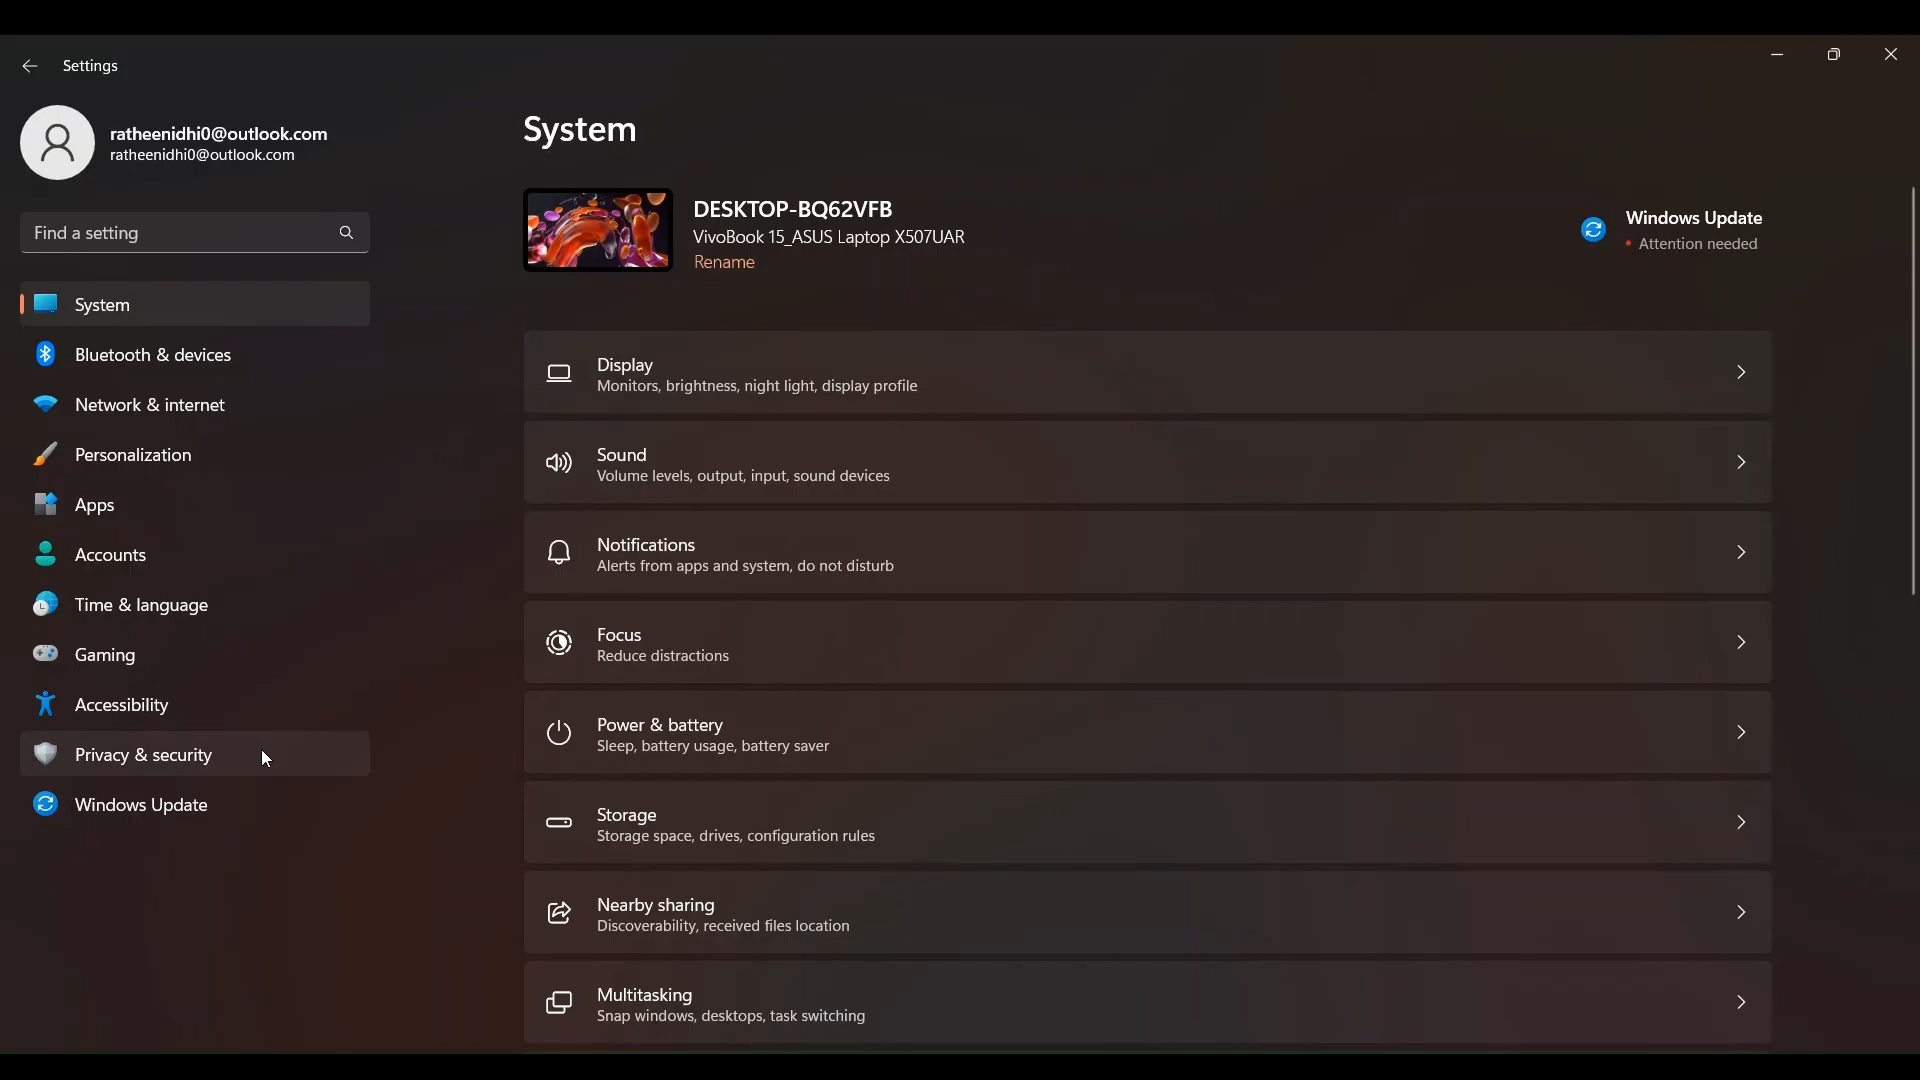 Settings
ratheenidhi0@outlook.com
ratheenidhi0@outlook.com
Find a setting
System
Bluetooth & devices
Network & internet
Personalization
Apps
Accounts
Time & language
Gaming
Accessibility
Privacy & security
Windows Update
System
DESKTOP-BQ62VFB
VivoBook 15_ASUS Laptop X507UAR
Rename
Windows Update
Attention needed
Display
Monitors, brightness, night light, display profile
Sound
Volume levels, output, input, sound devices
Notifications
Alerts from apps and system, do not disturb
Focus
Reduce distractions
Power & battery
Sleep, battery usage, battery saver
Storage
Storage space, drives, configuration rules
Nearby sharing
Discoverability, received files location
Multitasking
Snap windows, desktops, task switching